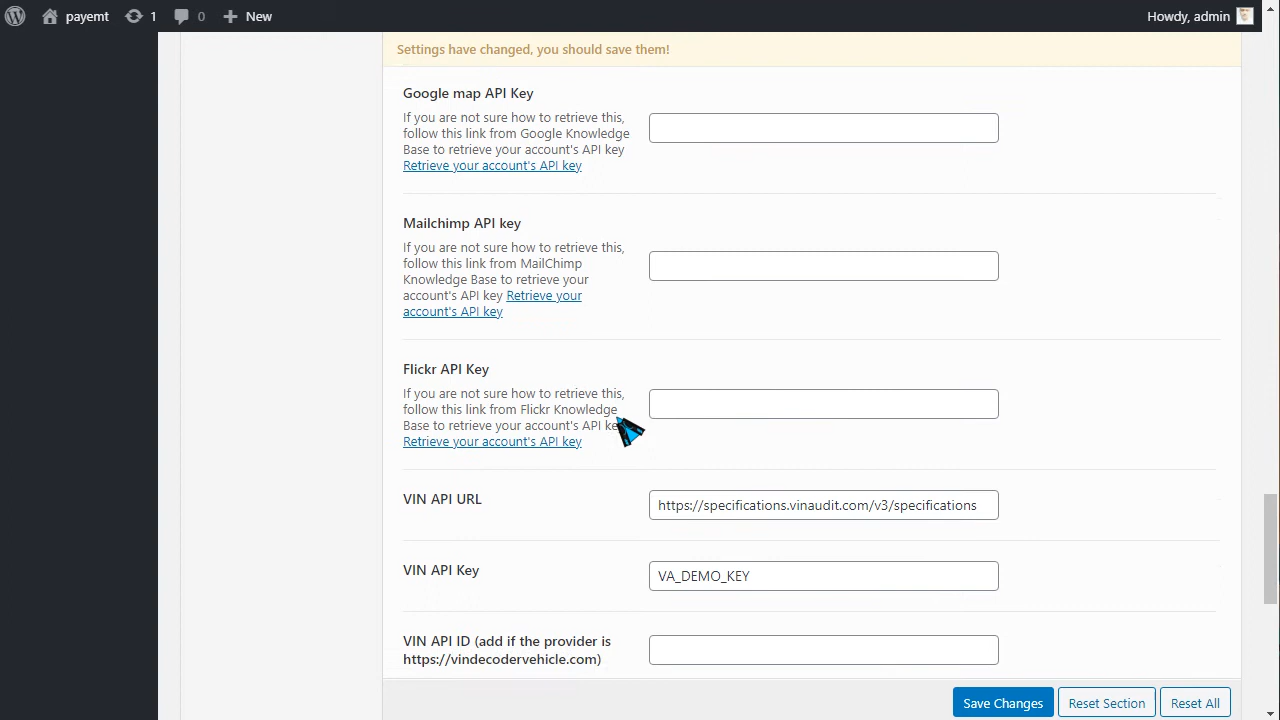 payemt 1 0 New Howdy, admin
Settings have changed, you should save them!
Google map API Key
If you are not sure how to retrieve this,
follow this link from Google Knowledge
Base to retrieve your account's API key
Retrieve your account's API key
Mailchimp API key
If you are not sure how to retrieve this,
follow this link from MailChimp
Knowledge Base to retrieve your
account's API key Retrieve your
account's API key
Flickr API Key
If you are not sure how to retrieve this,
follow this link from Flickr Knowledge
Base to retrieve your account's API key
Retrieve your account's API key
VIN API URL
https://specifications.vinaudit.com/v3/specifications
VIN API Key
VA_DEMO_KEY
VIN API ID (add if the provider is
https://vindecodervehicle.com)
Save Changes Reset Section Reset All